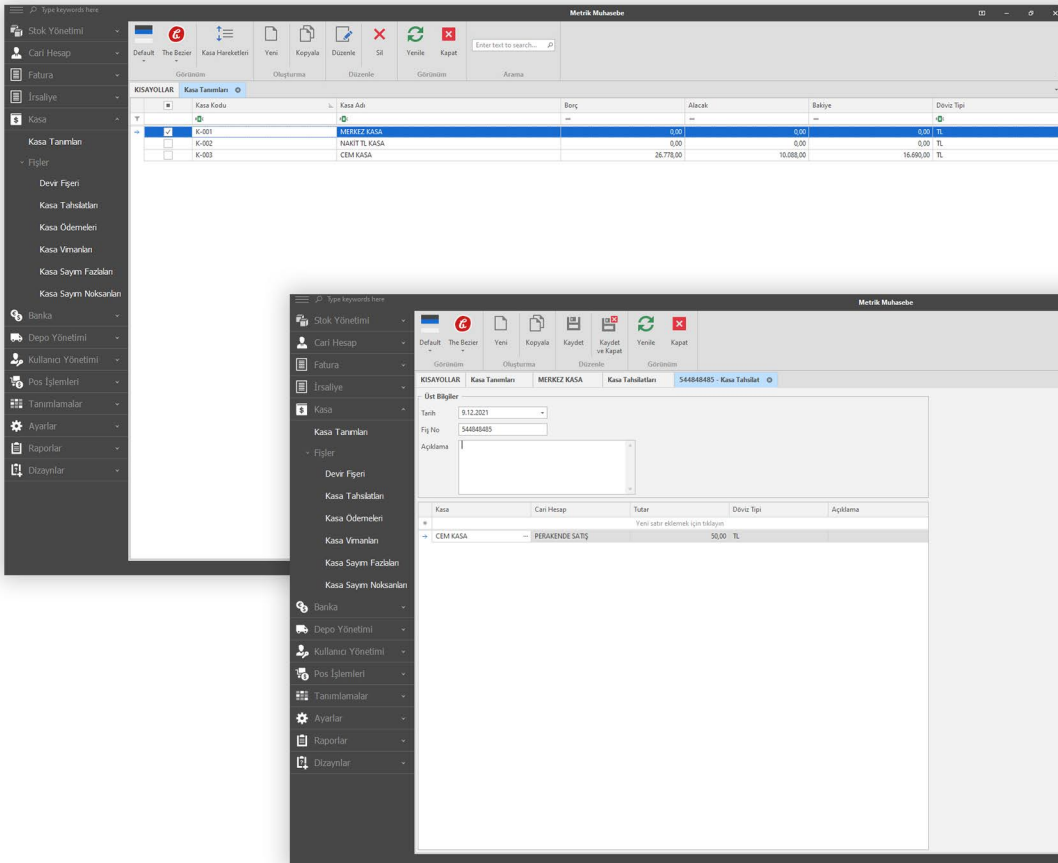 Type keywords here
Metrik Muhasebe
Stok Yönetimi
Cari Hesap
Fatura
İrsaliye
Kasa
Kasa Tanımları
Fişler
Devir Fişeri
Kasa Tahsilatları
Kasa Ödemeleri
Kasa Virmanları
Kasa Sayım Fazlaları
Kasa Sayım Noksanları
Banka
Depo Yönetimi
Kullanıcı Yönetimi
Pos İşlemleri
Tanımlamalar
Ayarlar
Raporlar
Dizaynlar
Default The Bezier Kasa Hareketleri Yeni Kopyala Düzenle Sil Yenile Kapat Enter text to search...
Görünüm Oluşturma Düzenle Görünüm Arama
KISAYOLLAR Kasa Tanımları
Kasa Kodu Kasa Adı Borç Alacak Bakiye Döviz Tipi
K-001 MERKEZ KASA 0,00 0,00 0,00 TL
K-002 NAKİT TL KASA 0,00 0,00 0,00 TL
K-003 CEM KASA 26.778,00 10.088,00 16.690,00 TL
Type keywords here
Metrik Muhasebe
Stok Yönetimi
Cari Hesap
Fatura
İrsaliye
Kasa
Kasa Tanımları
Fişler
Devir Fişeri
Kasa Tahsilatları
Kasa Ödemeleri
Kasa Virmanları
Kasa Sayım Fazlaları
Kasa Sayım Noksanları
Banka
Depo Yönetimi
Kullanıcı Yönetimi
Pos İşlemleri
Tanımlamalar
Ayarlar
Raporlar
Dizaynlar
Default The Bezier Yeni Kopyala Kaydet Kaydet ve Kapat Yenile Kapat
Görünüm Oluşturma Düzenle Görünüm
KISAYOLLAR Kasa Tanımları MERKEZ KASA Kasa Tahsilatları 544848485 - Kasa Tahsilat
Üst Bilgiler
Tarih 9.12.2021
Fiş No 544848485
Açıklama
Kasa Cari Hesap Tutar Döviz Tipi Açıklama
Yeni satır eklemek için tıklayın
CEM KASA PERAKENDE SATIŞ 50,00 TL